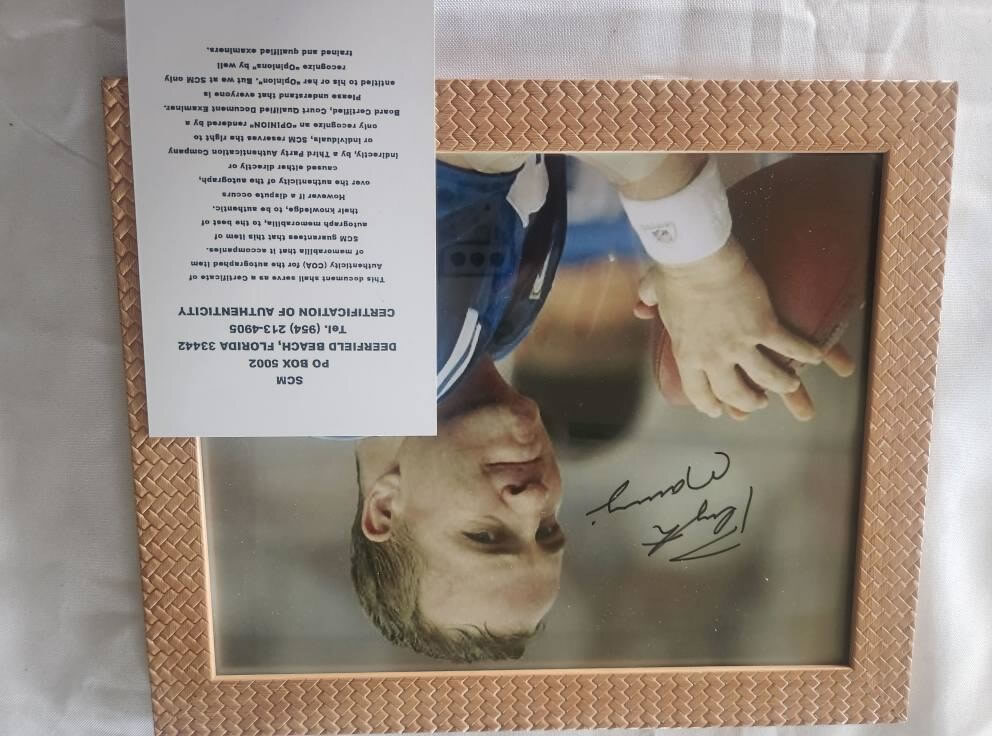 SCM
PO BOX 5002
DEERFIELD BEACH, FLORIDA 33442
Tel. (954) 213-4905
CERTIFICATION OF AUTHENTICITY
This document shall serve as a Certificate of
Authenticity (COA) for the autographed item
of memorabilia that it accompanies.
SCM guarantees that this item of
autograph memorabilia, to the best of
their knowledge, to be authentic.
However if a dispute occurs
over the authenticity of the autograph,
caused either directly or
indirectly, by a Third Party Authentication Company
or individuals, SCM reserves the right to
only recognize an "OPINION" rendered by a
Board Certified, Court Qualified Document Examiner.
Please understand that everyone is
entitled to his or her "Opinion". But we at SCM only
recognize "Opinions" by well
trained and qualified examiners.
Peyton
Manning